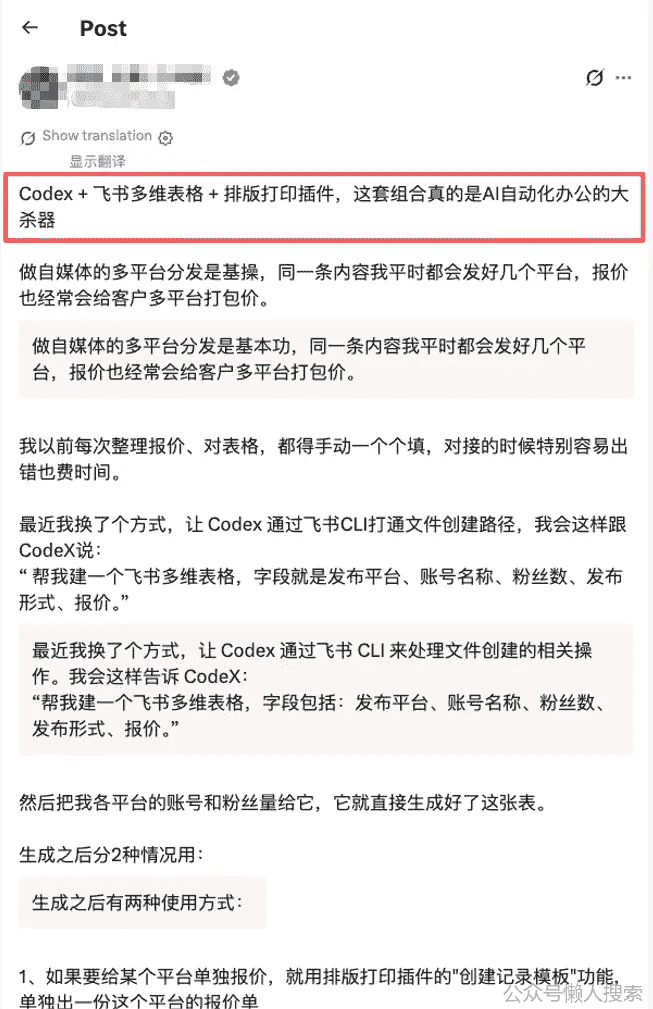 Post
Show translation
显示翻译
Codex + 飞书多维表格 + 排版打印插件，这套组合真的是AI自动化办公的大
杀器
做自媒体的多平台分发是基操，同一条内容我平时都会发好几个平台，报价
也经常会给客户多平台打包价。
做自媒体的多平台分发是基本功，同一条内容我平时都会发好几个平
台，报价也经常会给客户多平台打包价。
我以前每次整理报价、对表格，都得手动一个个填，对接的时候特别容易出
错也费时间。
最近我换了个方式，让 Codex 通过飞书CLI打通文件创建路径，我会这样跟
CodeX说：
“ 帮我建一个飞书多维表格，字段就是发布平台、账号名称、粉丝数、发布
形式、报价。”
最近我换了个方式，让 Codex 通过飞书 CLI 来处理文件创建的相关操
作。我会这样告诉 CodeX：
“帮我建一个飞书多维表格，字段包括：发布平台、账号名称、粉丝数、
发布形式、报价。”
然后把我各平台的账号和粉丝量给它，它就直接生成好了这张表。
生成之后分2种情况用：
生成之后有两种使用方式：
1、如果要给某个平台单独报价，就用排版打印插件的"创建记录模板"功能，
单独出一份这个平台的报价单
公众号懒人搜索